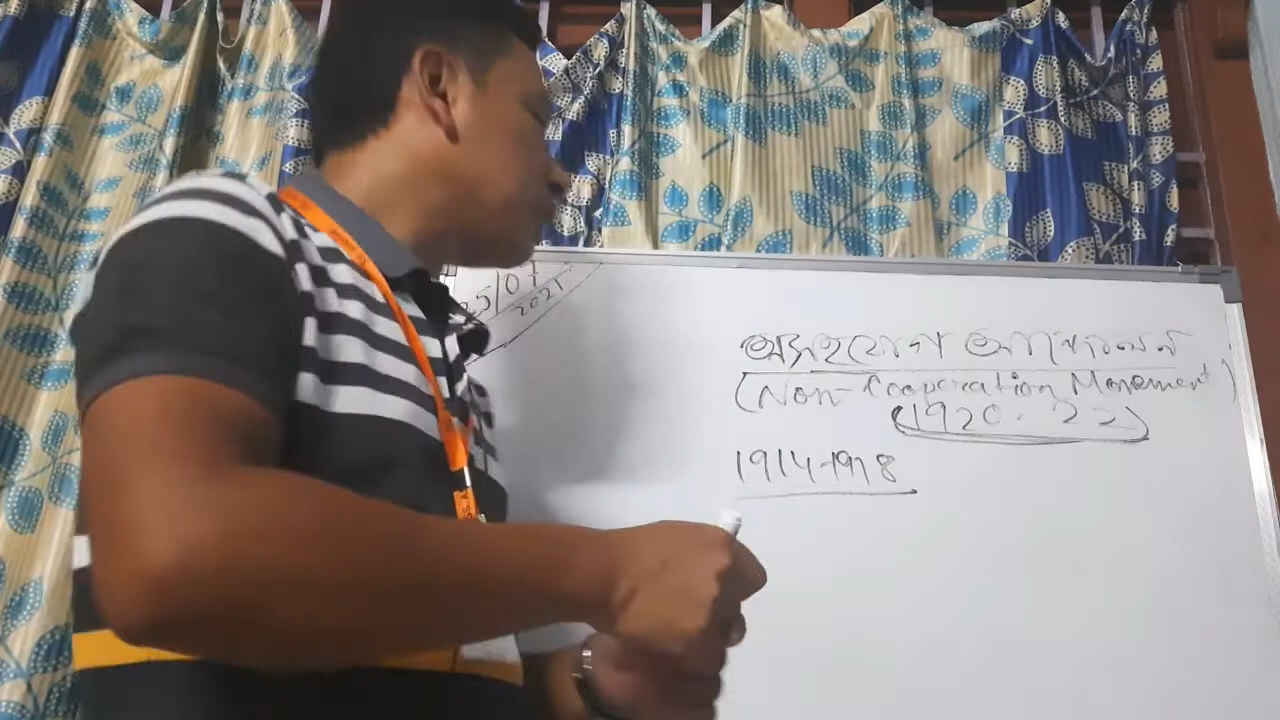 25/07
2021
অসহযোগ আন্দোলন
(Non-Cooperation Movement)
(1920-22)
1914-1918